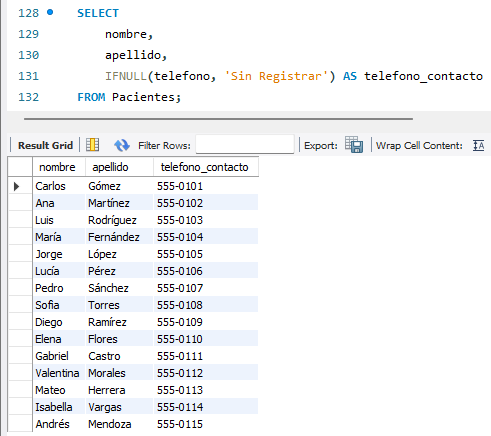 128 SELECT
129 nombre,
130 apellido,
131 IFNULL(telefono, 'Sin Registrar') AS telefono_contacto
132 FROM Pacientes;
Result Grid Filter Rows: Export: Wrap Cell Content:
nombre apellido telefono_contacto
Carlos Gómez 555-0101
Ana Martínez 555-0102
Luis Rodríguez 555-0103
María Fernández 555-0104
Jorge López 555-0105
Lucía Pérez 555-0106
Pedro Sánchez 555-0107
Sofia Torres 555-0108
Diego Ramírez 555-0109
Elena Flores 555-0110
Gabriel Castro 555-0111
Valentina Morales 555-0112
Mateo Herrera 555-0113
Isabella Vargas 555-0114
Andrés Mendoza 555-0115